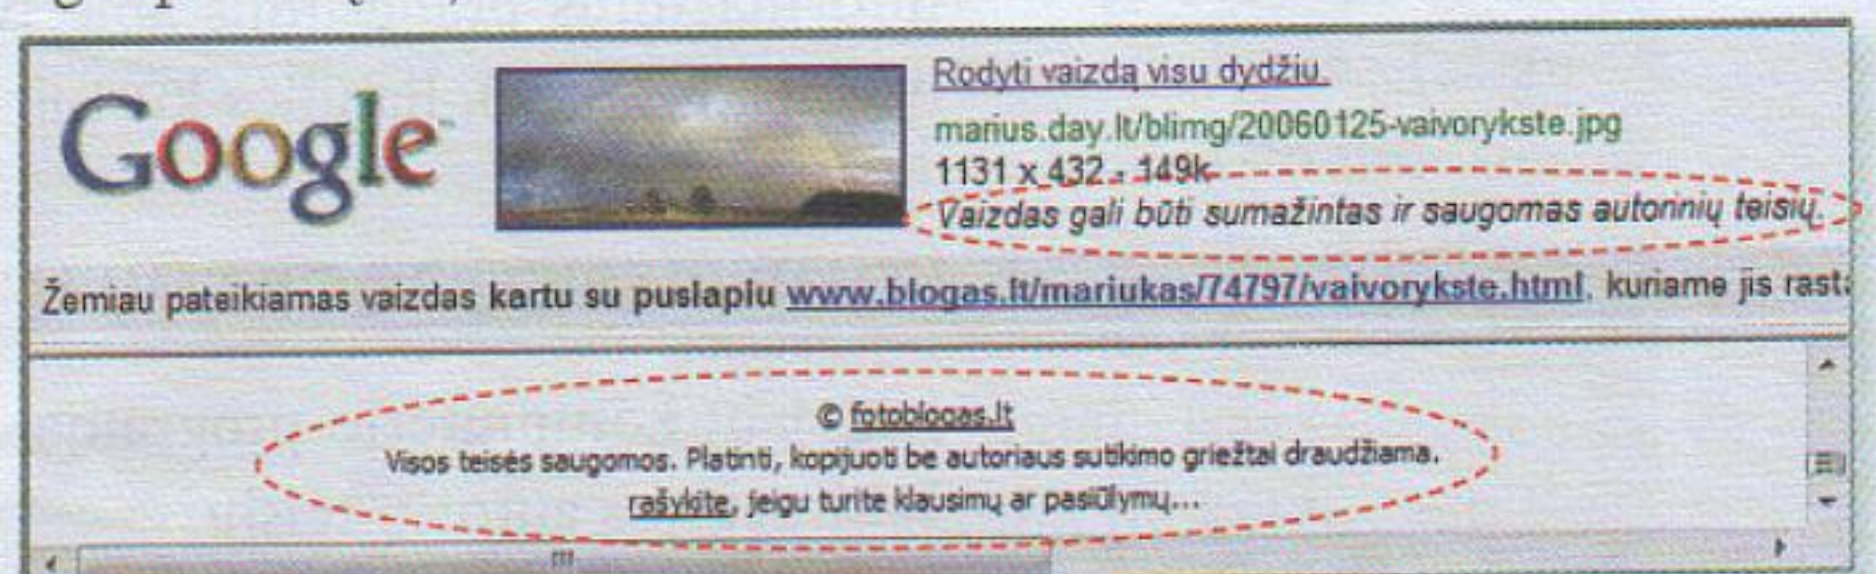 Google™
Rodyti vaizdą visu dydžiu.
marius.day.lt/blimg/20060125-vaivorykste.jpg
1131 x 432 - 149k
Vaizdas gali būti sumažintas ir saugomas autorinių teisių.
Žemiau pateikiamas vaizdas kartu su puslapiu www.blogas.lt/mariukas/74797/vaivorykste.html, kuriame jis rasta
© fotoblogas.lt
Visos teisės saugomos. Platinti, kopijuoti be autoriaus sutikimo griežtai draudžiama.
rašykite, jeigu turite klausimų ar pasiūlymų...